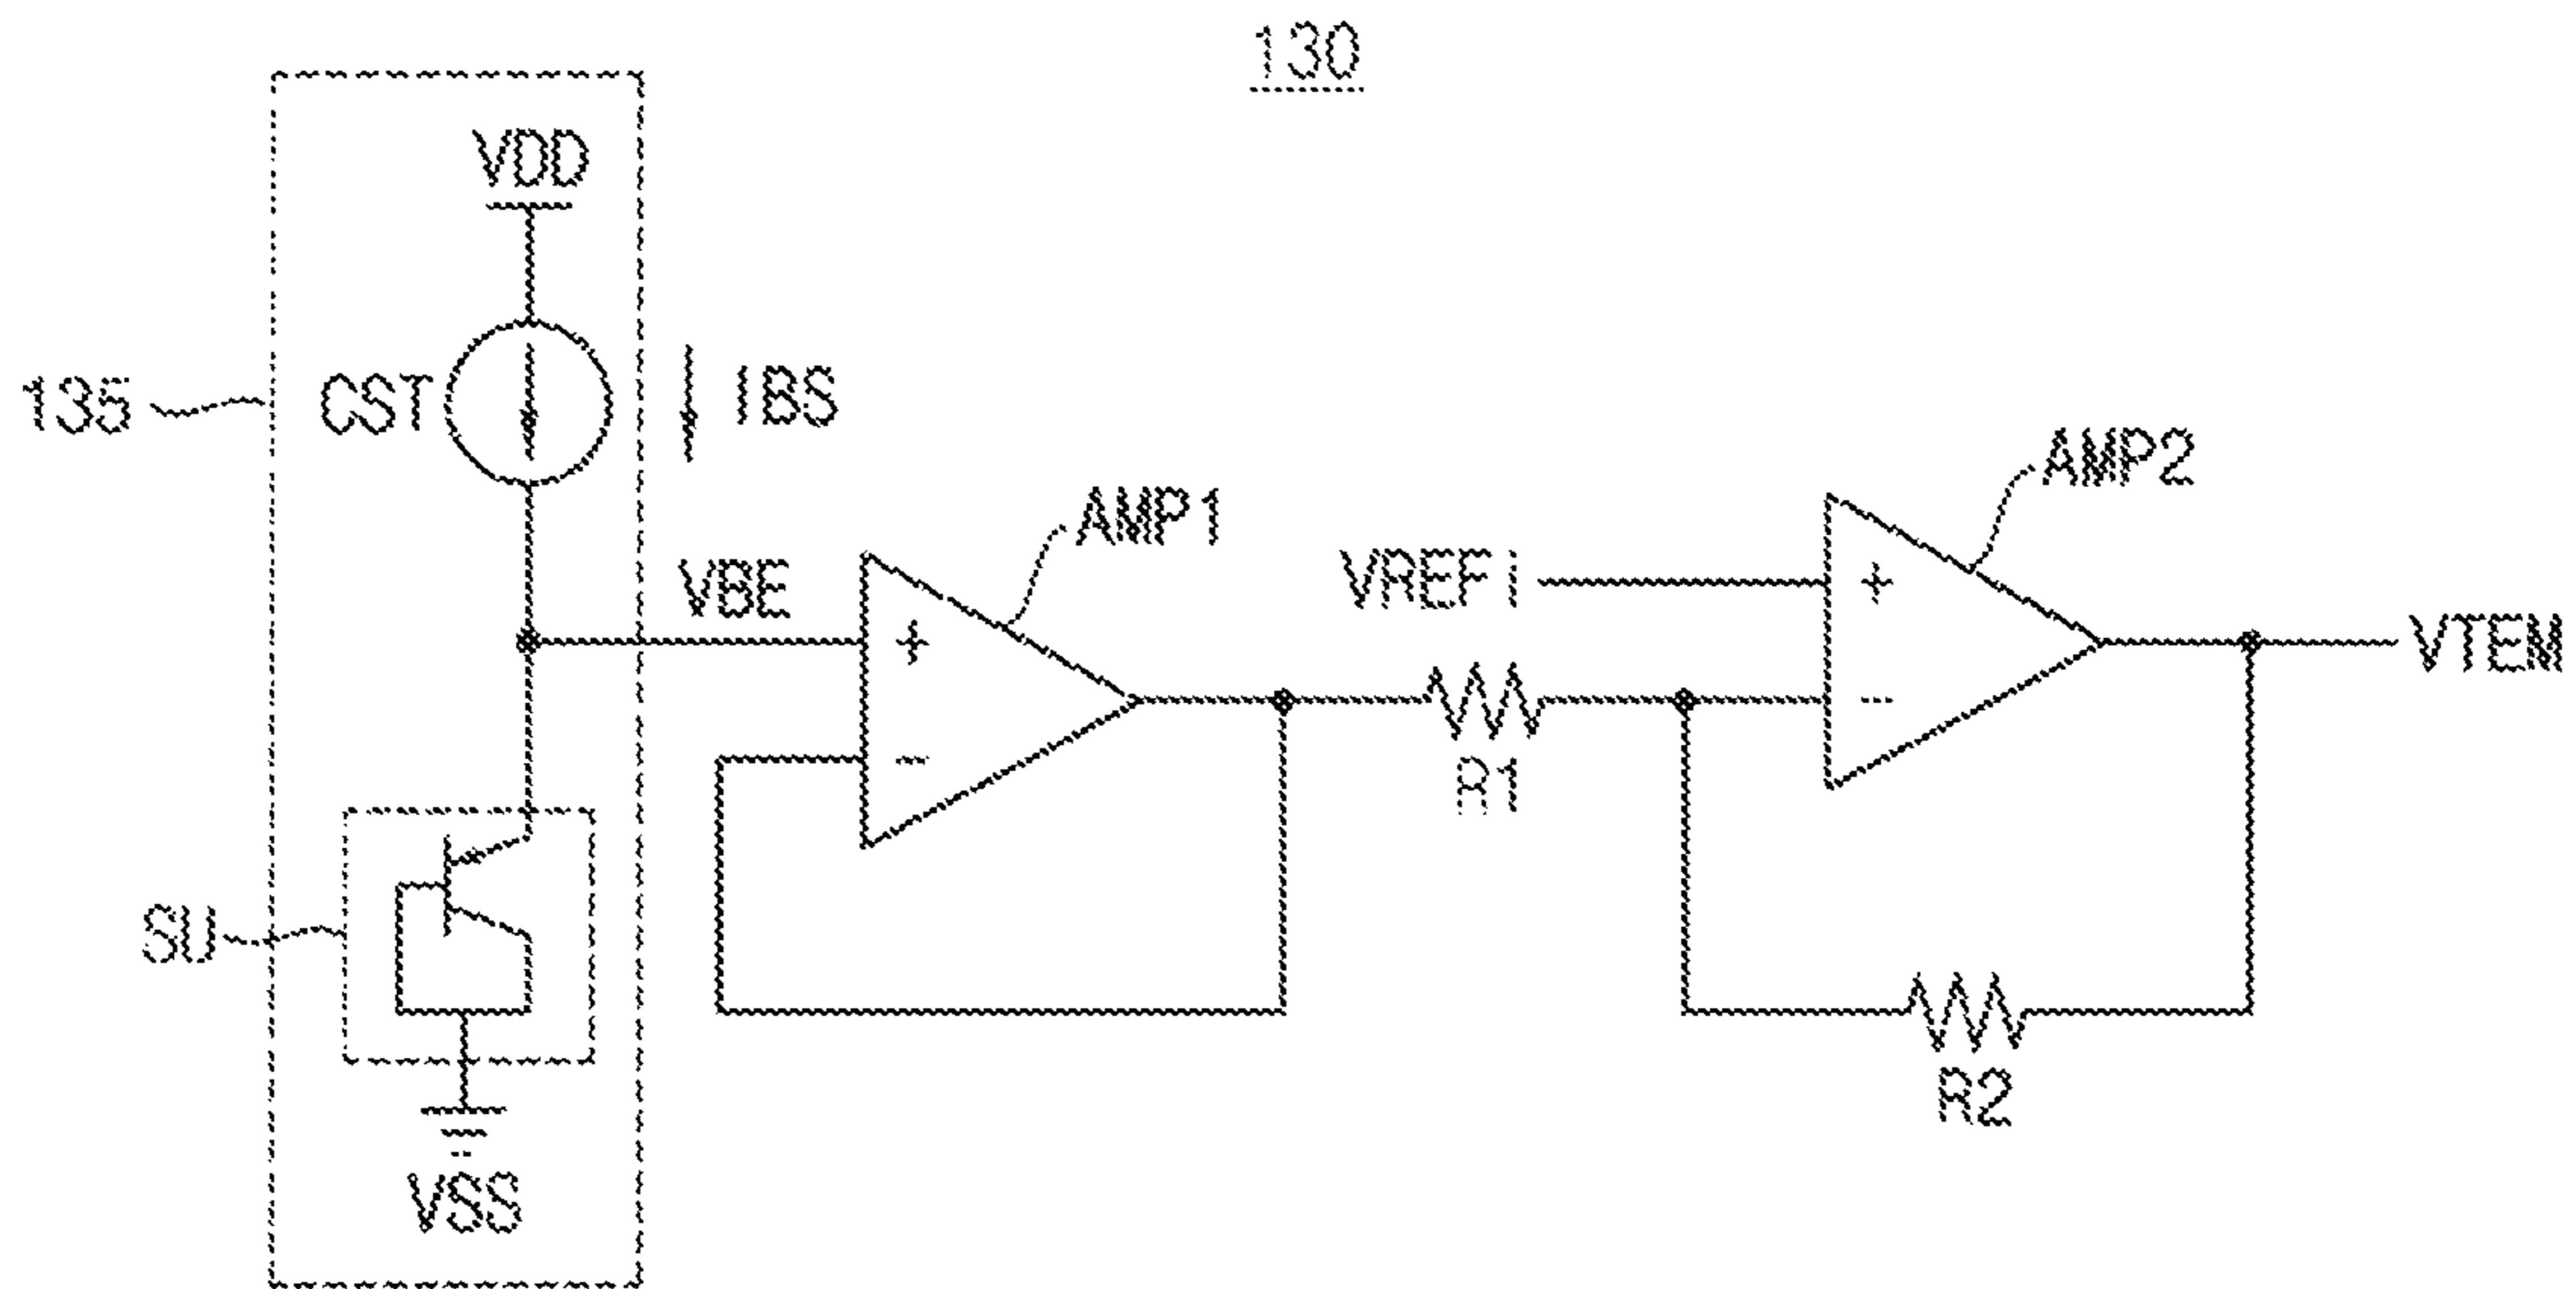 130
VDD
135
CST
IBS
AMP2
AMP1
VBE
VREF1
+
+
VTEM
-
-
R1
SU
R2
VSS